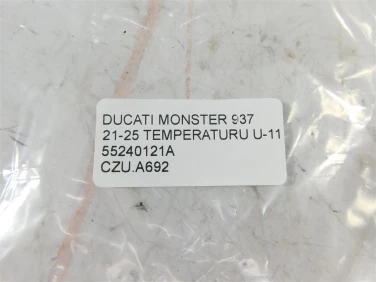 DUCATI MONSTER 937
21-25 TEMPERATURU U-11
55240121A
CZU.A692